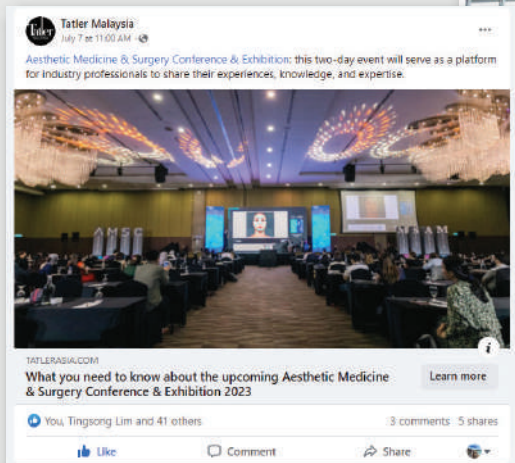 Tatler
Tatler Malaysia
July 7 at 11:00 AM ·
Aesthetic Medicine & Surgery Conference & Exhibition: this two-day event will serve as a platform
for industry professionals to share their experiences, knowledge, and expertise.
AMSC
MSAM
TATLERASIA.COM
What you need to know about the upcoming Aesthetic Medicine
& Surgery Conference & Exhibition 2023
Learn more
You, Tingsong Lim and 41 others
3 comments 5 shares
Like Comment Share